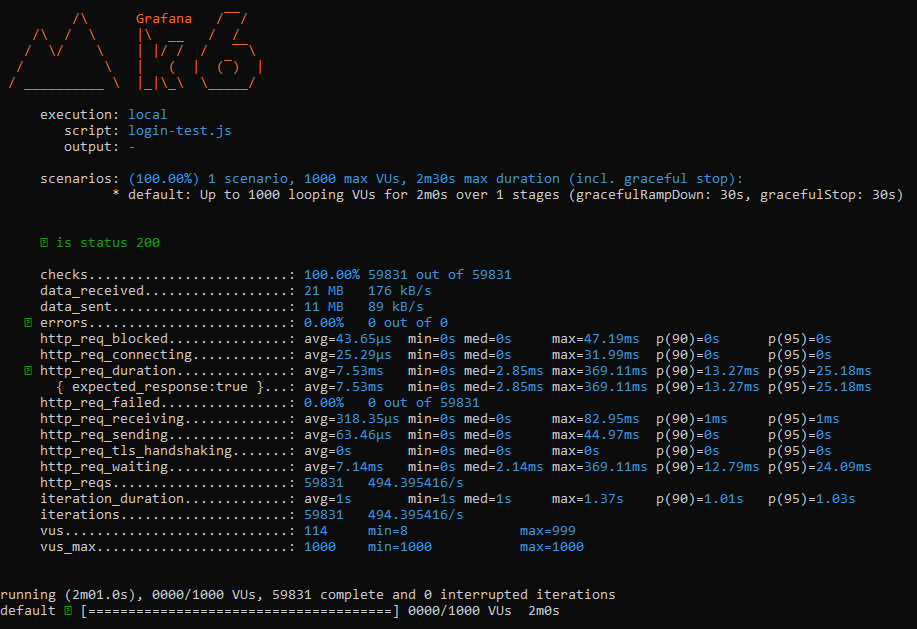 Grafana
execution: local
script: login-test.js
output: -
scenarios: (100.00%) 1 scenario, 1000 max VUs, 2m30s max duration (incl. graceful stop):
* default: Up to 1000 looping VUs for 2m0s over 1 stages (gracefulRampDown: 30s, gracefulStop: 30s)
is status 200
checks.........................: 100.00% 59831 out of 59831
data_received..................: 21 MB 176 kB/s
data_sent......................: 11 MB 89 kB/s
errors.........................: 0.00% 0 out of 0
http_req_blocked...............: avg=43.65µs min=0s med=0s max=47.19ms p(90)=0s p(95)=0s
http_req_connecting............: avg=25.29µs min=0s med=0s max=31.99ms p(90)=0s p(95)=0s
http_req_duration..............: avg=7.53ms min=0s med=2.85ms max=369.11ms p(90)=13.27ms p(95)=25.18ms
{ expected_response:true }...: avg=7.53ms min=0s med=2.85ms max=369.11ms p(90)=13.27ms p(95)=25.18ms
http_req_failed................: 0.00% 0 out of 59831
http_req_receiving.............: avg=318.35µs min=0s med=0s max=82.95ms p(90)=1ms p(95)=1ms
http_req_sending...............: avg=63.46µs min=0s med=0s max=44.97ms p(90)=0s p(95)=0s
http_req_tls_handshaking.......: avg=0s min=0s med=0s max=0s p(90)=0s p(95)=0s
http_req_waiting...............: avg=7.14ms min=0s med=2.14ms max=369.11ms p(90)=12.79ms p(95)=24.09ms
http_reqs......................: 59831 494.395416/s
iteration_duration.............: avg=1s min=1s med=1s max=1.37s p(90)=1.01s p(95)=1.03s
iterations.....................: 59831 494.395416/s
vus............................: 114 min=8 max=999
vus_max........................: 1000 min=1000 max=1000
running (2m01.0s), 0000/1000 VUs, 59831 complete and 0 interrupted iterations
default [======================================] 0000/1000 VUs 2m0s